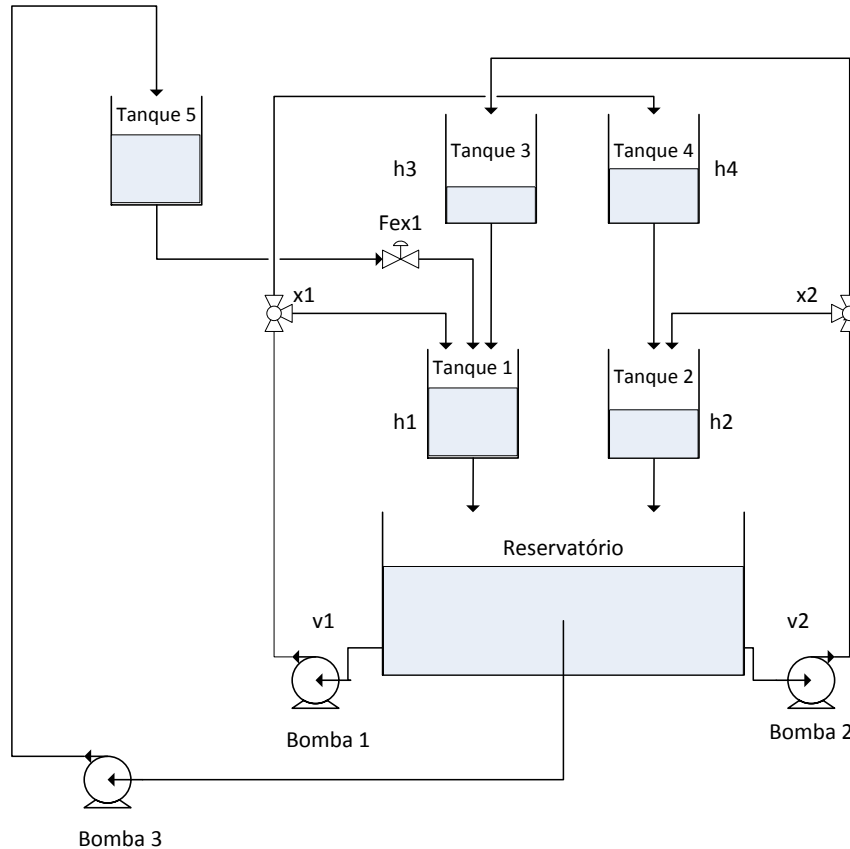 Tanque 5
Tanque 3
Tanque 4
h3
h4
Fex1
x1
x2
Tanque 1
Tanque 2
h1
h2
Reservatório
v1
v2
Bomba 1
Bomba 2
Bomba 3